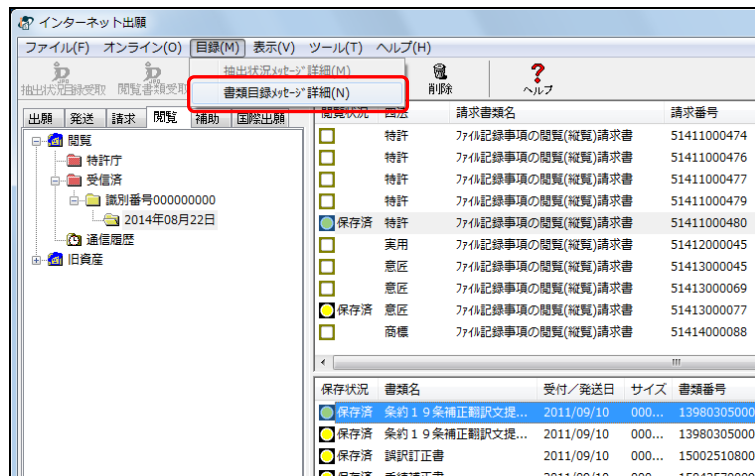 インターネット出願
ファイル(F) オンライン(O) 目録(M) 表示(V) ツール(T) ヘルプ(H)
抽出状況ﾒｯｾｰｼﾞ詳細(M)
書類目録ﾒｯｾｰｼﾞ詳細(N)
抽出状況目録受取 閲覧書類受取 削除 ヘルプ
出願 発送 請求 閲覧 補助 国際出願
閲覧
特許庁
受信済
識別番号000000000
2014年08月22日
通信履歴
旧資産
閲覧状況 四法 請求書類名 請求番号
特許 ﾌｧｲﾙ記録事項の閲覧(縦覧)請求書 51411000474
特許 ﾌｧｲﾙ記録事項の閲覧(縦覧)請求書 51411000476
特許 ﾌｧｲﾙ記録事項の閲覧(縦覧)請求書 51411000477
特許 ﾌｧｲﾙ記録事項の閲覧(縦覧)請求書 51411000479
保存済 特許 ﾌｧｲﾙ記録事項の閲覧(縦覧)請求書 51411000480
実用 ﾌｧｲﾙ記録事項の閲覧(縦覧)請求書 51412000045
意匠 ﾌｧｲﾙ記録事項の閲覧(縦覧)請求書 51413000045
意匠 ﾌｧｲﾙ記録事項の閲覧(縦覧)請求書 51413000069
保存済 意匠 ﾌｧｲﾙ記録事項の閲覧(縦覧)請求書 51413000077
商標 ﾌｧｲﾙ記録事項の閲覧(縦覧)請求書 51414000088
保存状況 書類名 受付／発送日 サイズ 書類番号
保存済 条約１９条補正翻訳文提... 2011/09/10 000... 13980305000
保存済 条約１９条補正翻訳文提... 2011/09/10 000... 13980305000
保存済 誤訳訂正書 2011/09/10 000... 15002510800